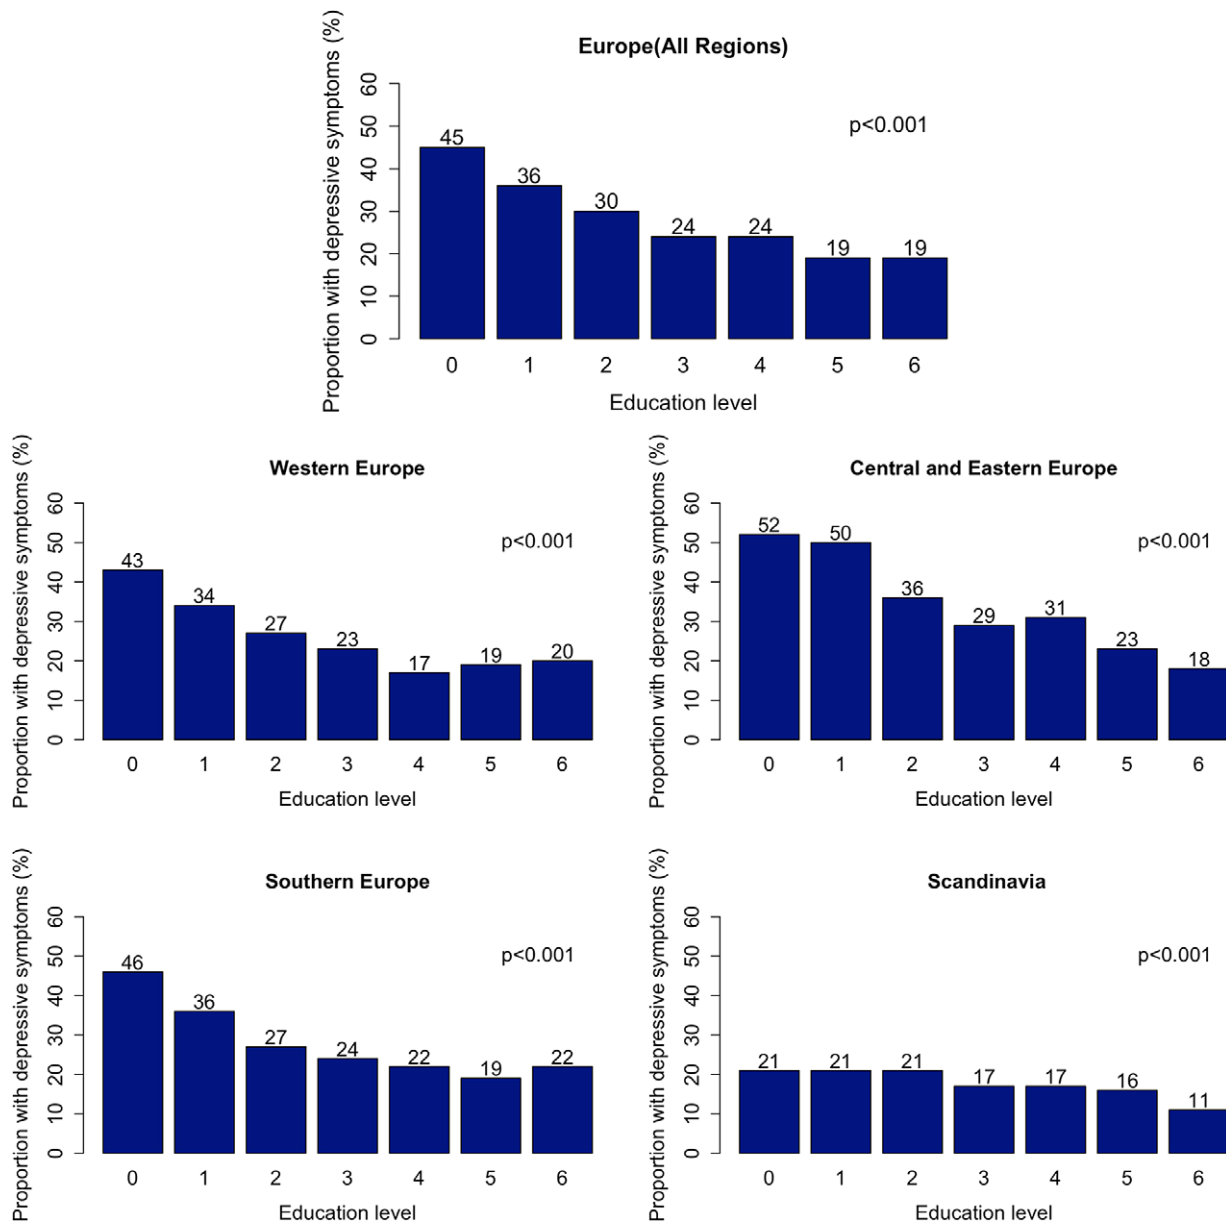 Europe(All Regions)
Proportion with depressive symptoms (%)
60
50
40
30
20
10
0
p<0.001
45
36
30
24
24
19
19
0 1 2 3 4 5 6
Education level
Western Europe
Proportion with depressive symptoms (%)
60
50
40
30
20
10
0
p<0.001
43
34
27
23
17
19
20
0 1 2 3 4 5 6
Education level
Central and Eastern Europe
Proportion with depressive symptoms (%)
60
50
40
30
20
10
0
p<0.001
52
50
36
29
31
23
18
0 1 2 3 4 5 6
Education level
Southern Europe
Proportion with depressive symptoms (%)
60
50
40
30
20
10
0
p<0.001
46
36
27
24
22
19
22
0 1 2 3 4 5 6
Education level
Scandinavia
Proportion with depressive symptoms (%)
60
50
40
30
20
10
0
p<0.001
21
21
21
17
17
16
11
0 1 2 3 4 5 6
Education level